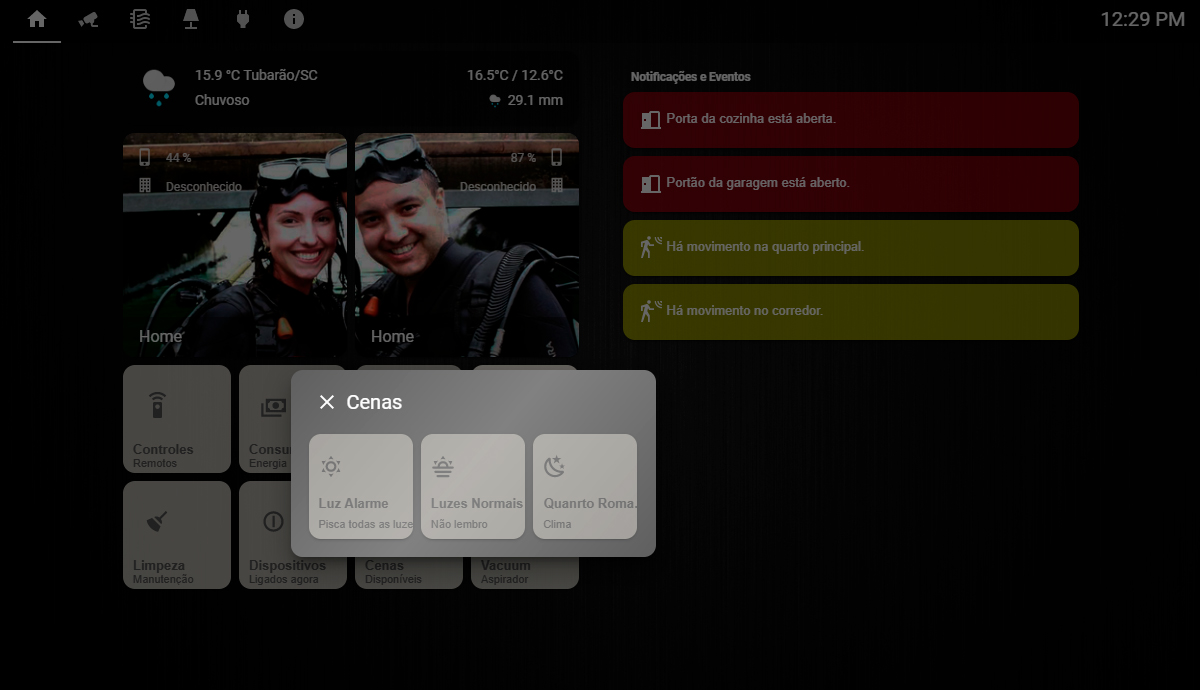 12:29 PM
15.9 °C Tubarão/SC
16.5°C / 12.6°C
Chuvoso
29.1 mm
44 %
Desconhecido
87 %
Desconhecido
Home
Home
Notificações e Eventos
Porta da cozinha está aberta.
Portão da garagem está aberto.
Há movimento na quarto principal.
Há movimento no corredor.
Controles
Remotos
Energia
Cenas
Luz Alarme
Pisca todas as luze
Luzes Normais
Não lembro
Quanrto Roma.
Clima
Limpeza
Manutenção
Dispositivos
Ligados agora
Cenas
Disponíveis
Vacuum
Aspirador